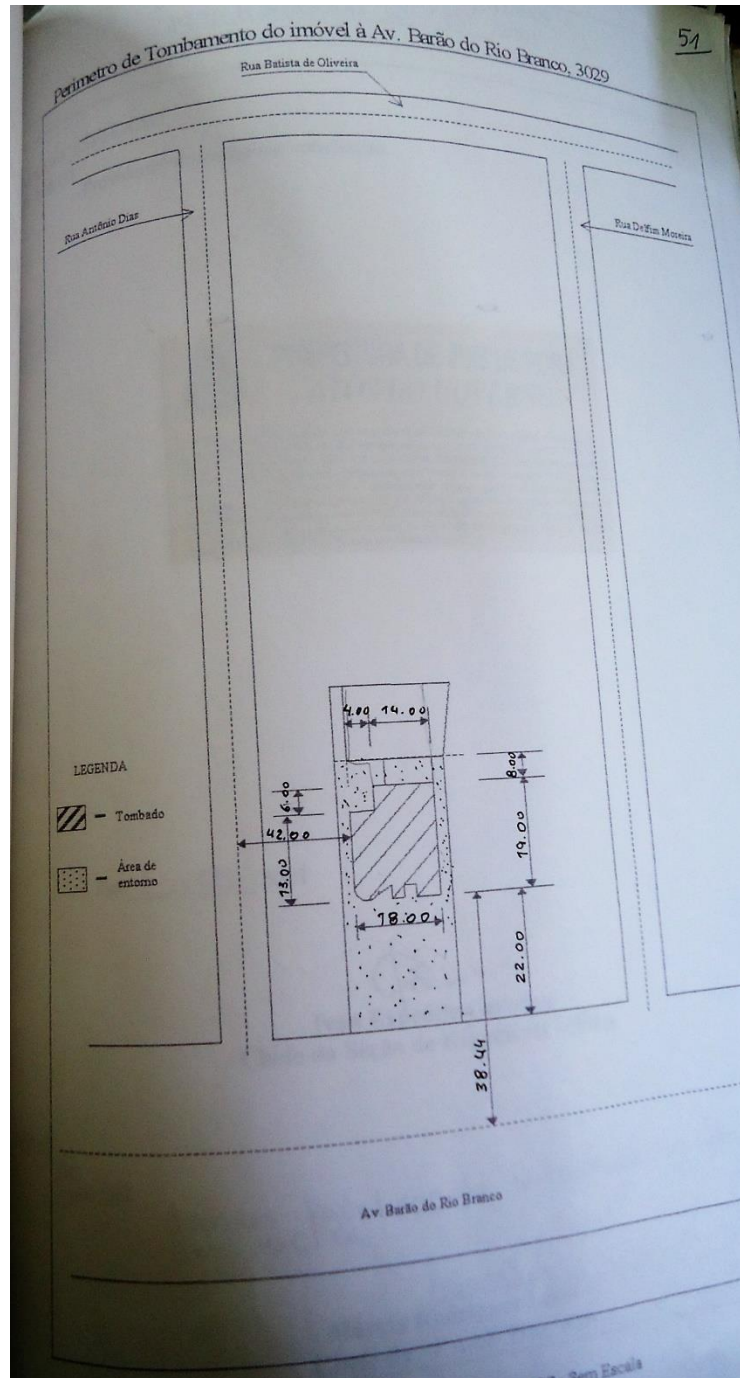 51
Perímetro de Tombamento do imóvel à Av. Barão do Rio Branco, 3029
Rua Batista de Oliveira
Rua Antônio Dias
Rua Delfim Moreira
4.00
14.00
8.00
LEGENDA
6.00
Tombado
42.00
19.00
Área de
entorno
13.00
18.00
22.00
38.44
Av. Barão do Rio Branco
Sem Escala